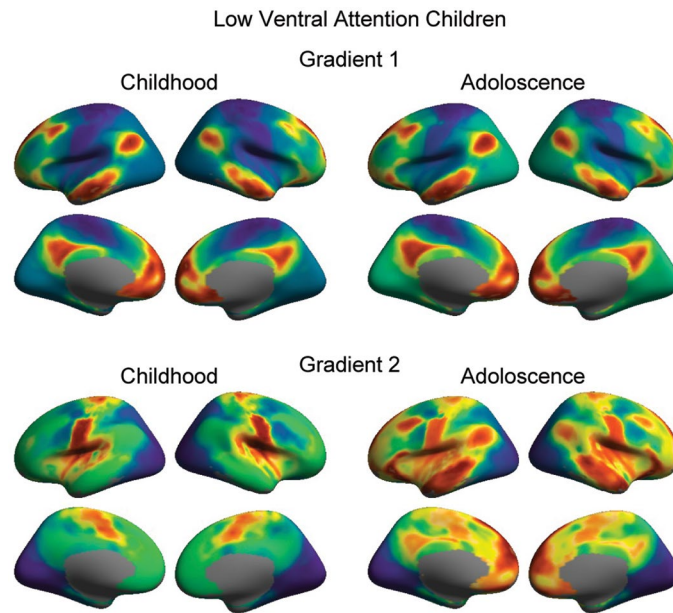 Low Ventral Attention Children
Gradient 1
Childhood
Adoloscence
Gradient 2
Childhood
Adoloscence